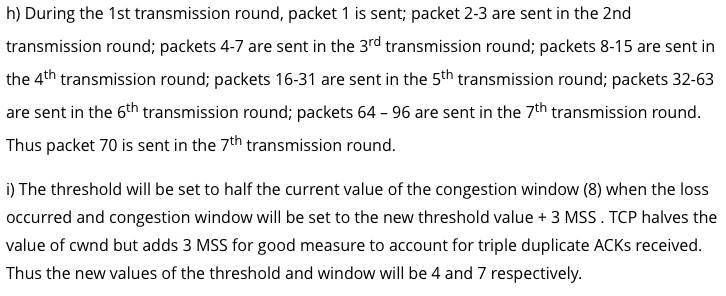 h) During the 1st transmission round, packet 1 is sent; packet 2-3 are sent in the 2nd
transmission round; packets 4-7 are sent in the 3rd transmission round; packets 8-15 are sent in
the 4th transmission round; packets 16-31 are sent in the 5th transmission round; packets 32-63
are sent in the 6th transmission round; packets 64 – 96 are sent in the 7th transmission round.
Thus packet 70 is sent in the 7th transmission round.
i) The threshold will be set to half the current value of the congestion window (8) when the loss
occurred and congestion window will be set to the new threshold value + 3 MSS . TCP halves the
value of cwnd but adds 3 MSS for good measure to account for triple duplicate ACKs received.
Thus the new values of the threshold and window will be 4 and 7 respectively.